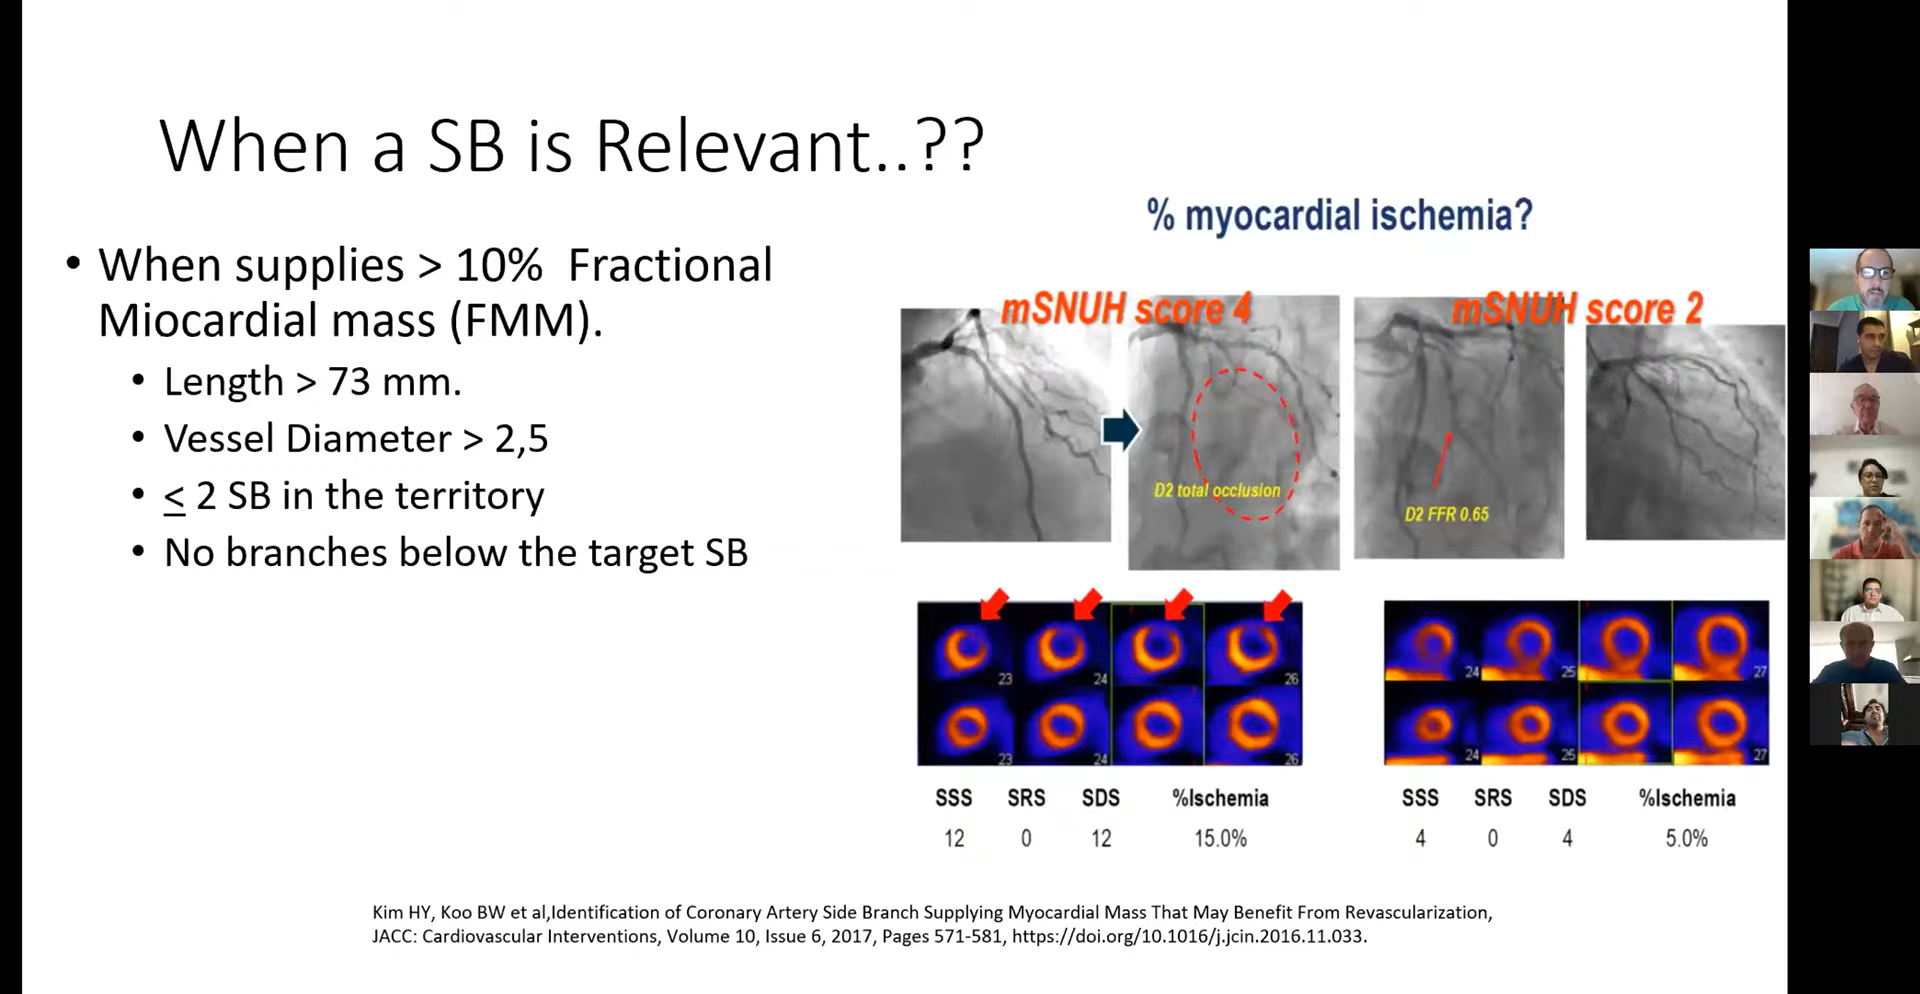 When a SB is Relevant..??
• When supplies > 10% Fractional
Miocardial mass (FMM).
• Length > 73 mm.
• Vessel Diameter > 2,5
• ≤ 2 SB in the territory
• No branches below the target SB
% myocardial ischemia?
mSNUH score 4
mSNUH score 2
D2 total occlusion
D2 FFR 0.65
23 24 26
23 24 26
24 25 27
24 25 27
SSS SRS SDS %Ischemia
12 0 12 15.0%
SSS SRS SDS %Ischemia
4 0 4 5.0%
Kim HY, Koo BW et al,Identification of Coronary Artery Side Branch Supplying Myocardial Mass That May Benefit From Revascularization,
JACC: Cardiovascular Interventions, Volume 10, Issue 6, 2017, Pages 571-581, https://doi.org/10.1016/j.jcin.2016.11.033.